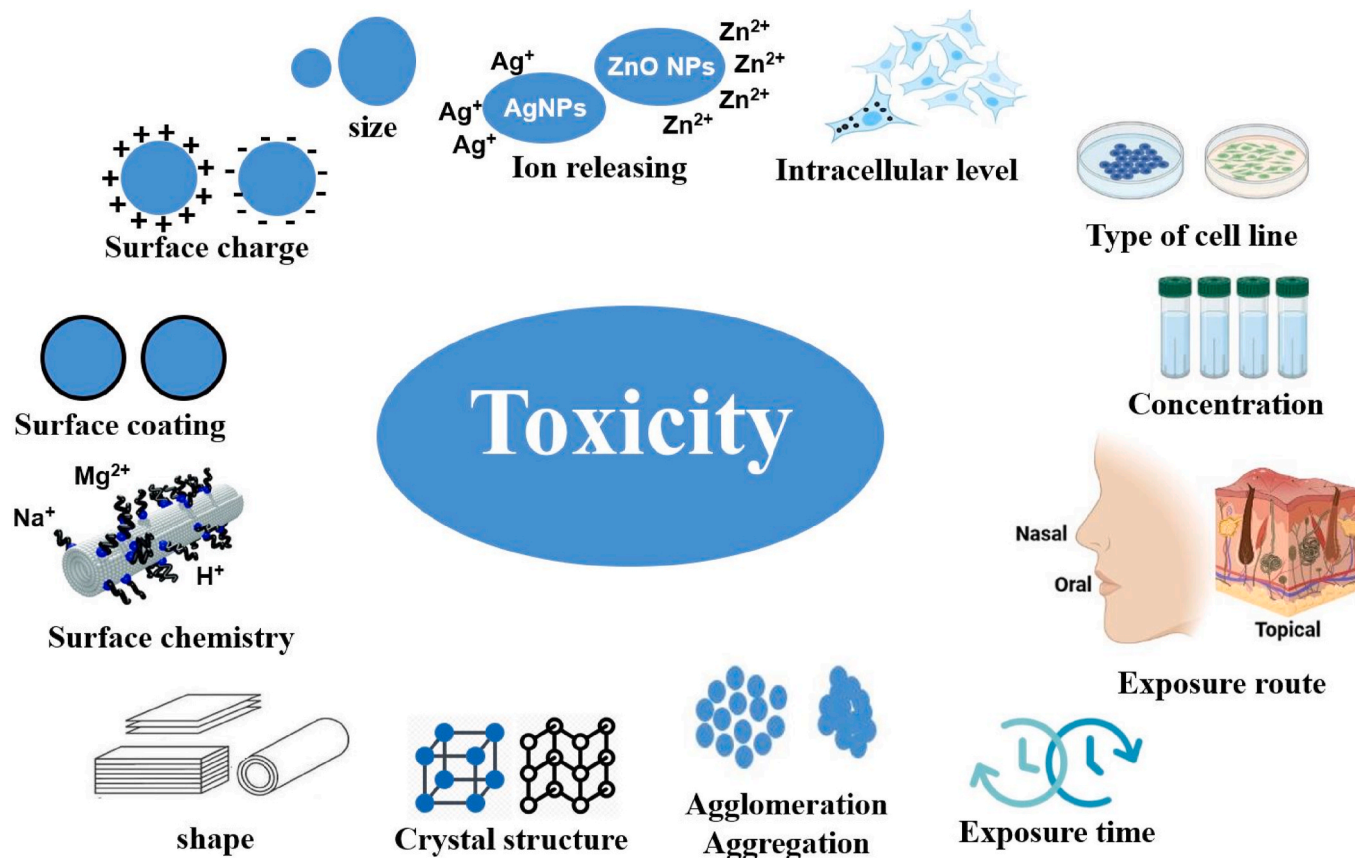 size
Ag⁺
Ag⁺
Ag⁺
AgNPs
ZnO NPs
Zn²⁺
Zn²⁺
Zn²⁺
Zn²⁺
Ion releasing
Intracellular level
Type of cell line
Concentration
Nasal
Oral
Topical
Exposure route
Exposure time
Agglomeration
Aggregation
Crystal structure
shape
Mg²⁺
Na⁺
H⁺
Surface chemistry
Surface coating
+ + + + + + + + + + +
- - - - - - - - - - -
Surface charge
Toxicity